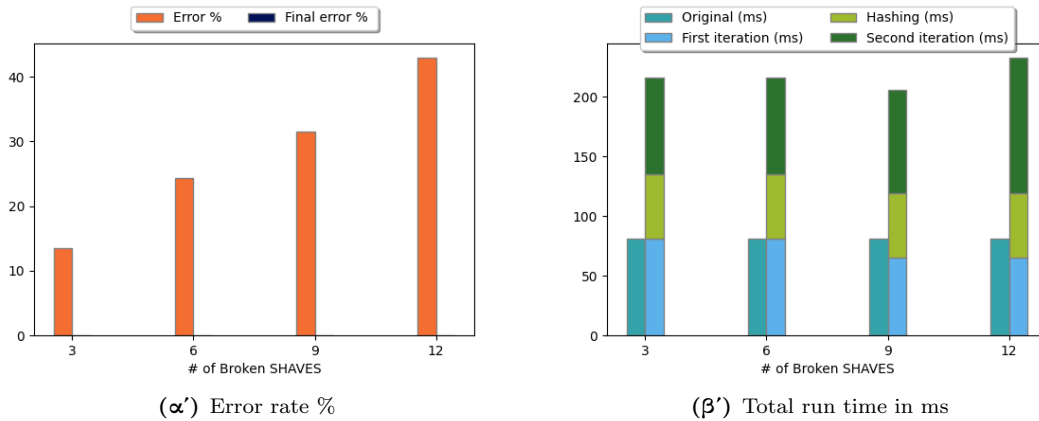 Error %
Final error %
40
30
20
10
0
3
6
9
12
# of Broken SHAVES
(α′) Error rate %
Original (ms)
First iteration (ms)
Hashing (ms)
Second iteration (ms)
200
150
100
50
0
3
6
9
12
# of Broken SHAVES
(β′) Total run time in ms